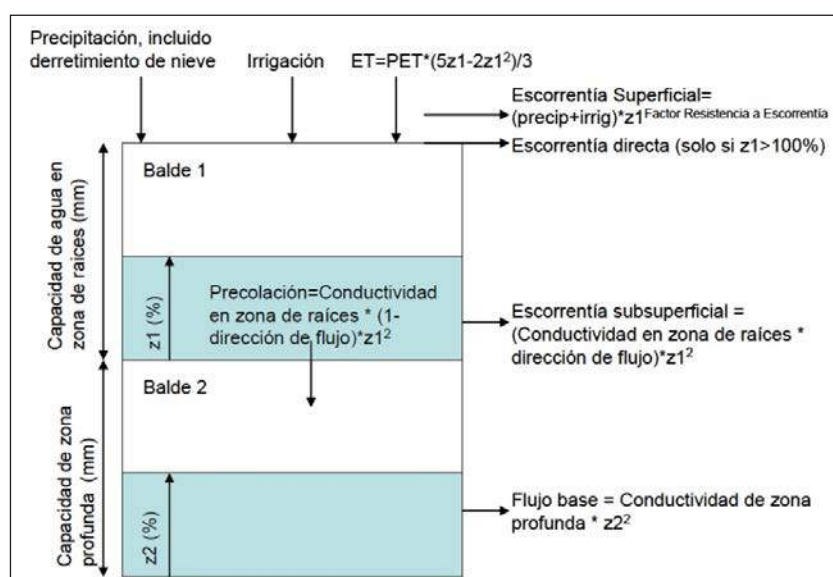 Precipitación, incluido
derretimiento de nieve
Irrigación
ET=PET*(5z1-2z1²)/3
Escorrentía Superficial=
(precip+irrig)*z1^Factor Resistencia a Escorrentía
Escorrentía directa (solo si z1>100%)
Capacidad de agua en
zona de raices (mm)
Balde 1
z1 (%)
Precolación=Conductividad
en zona de raíces * (1-
dirección de flujo)*z1²
Escorrentía subsuperficial =
(Conductividad en zona de raíces *
dirección de flujo)*z1²
Capacidad de zona
profunda (mm)
Balde 2
z2 (%)
Flujo base = Conductividad de zona
profunda * z2²